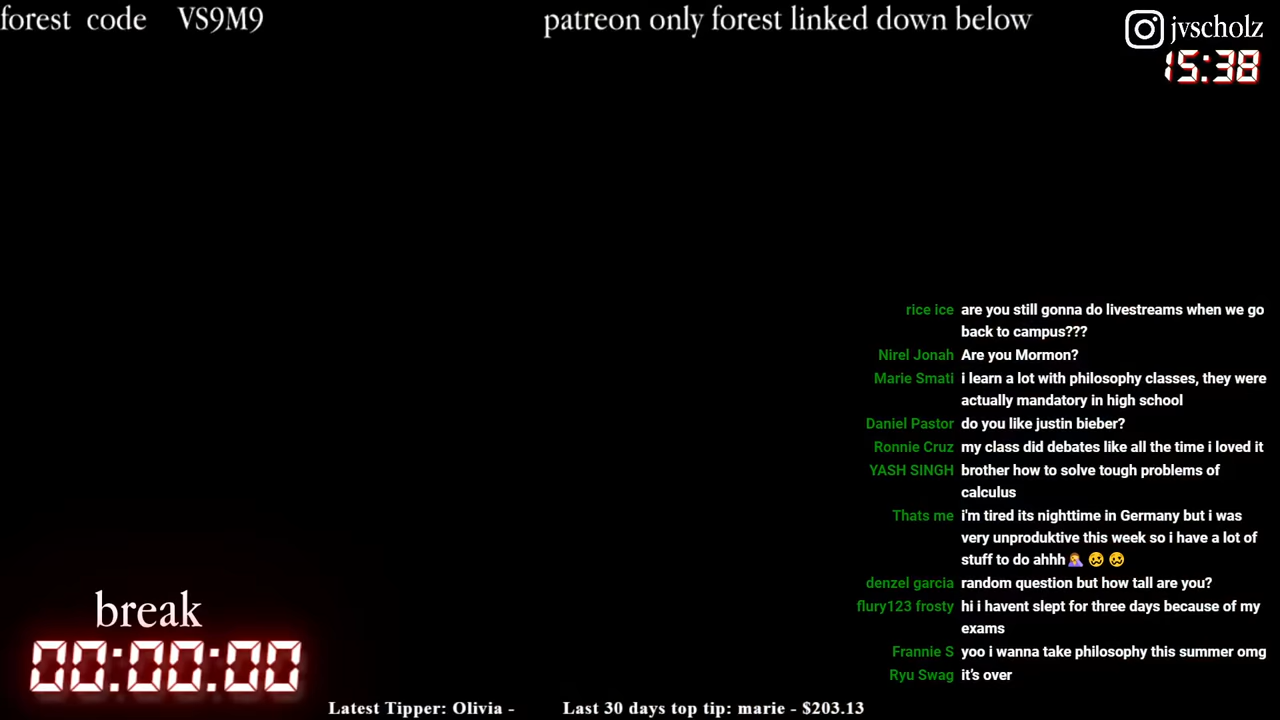 forest code VS9M9
patreon only forest linked down below
jvscholz
15:38
rice ice are you still gonna do livestreams when we go
back to campus???
Nirel Jonah Are you Mormon?
Marie Smati i learn a lot with philosophy classes, they were
actually mandatory in high school
Daniel Pastor do you like justin bieber?
Ronnie Cruz my class did debates like all the time i loved it
YASH SINGH brother how to solve tough problems of
calculus
Thats me i'm tired its nighttime in Germany but i was
very unproduktive this week so i have a lot of
stuff to do ahhh🤦‍♀️ 🥴 🥴
denzel garcia random question but how tall are you?
flury123 frosty hi i havent slept for three days because of my
exams
Frannie S yoo i wanna take philosophy this summer omg
Ryu Swag it’s over
break
00:00:00
Latest Tipper: Olivia - Last 30 days top tip: marie - $203.13